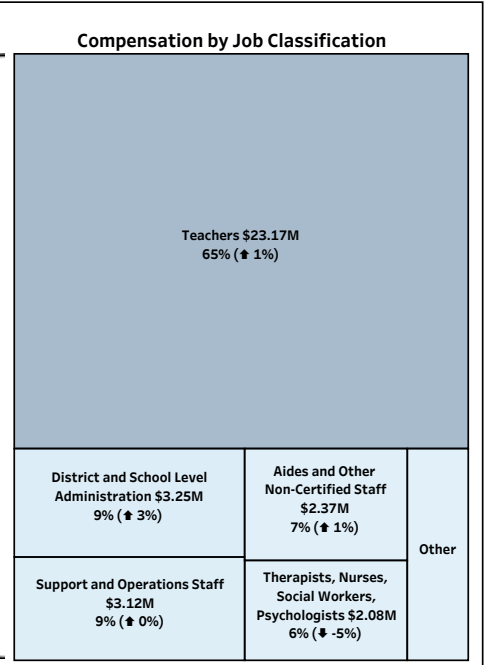 Compensation by Job Classification
Teachers $23.17M
65% (⬆ 1%)
District and School Level
Administration $3.25M
9% (⬆ 3%)
Aides and Other
Non-Certified Staff
$2.37M
7% (⬆ 1%)
Other
Support and Operations Staff
$3.12M
9% (⬆ 0%)
Therapists, Nurses,
Social Workers,
Psychologists $2.08M
6% (⬇ -5%)